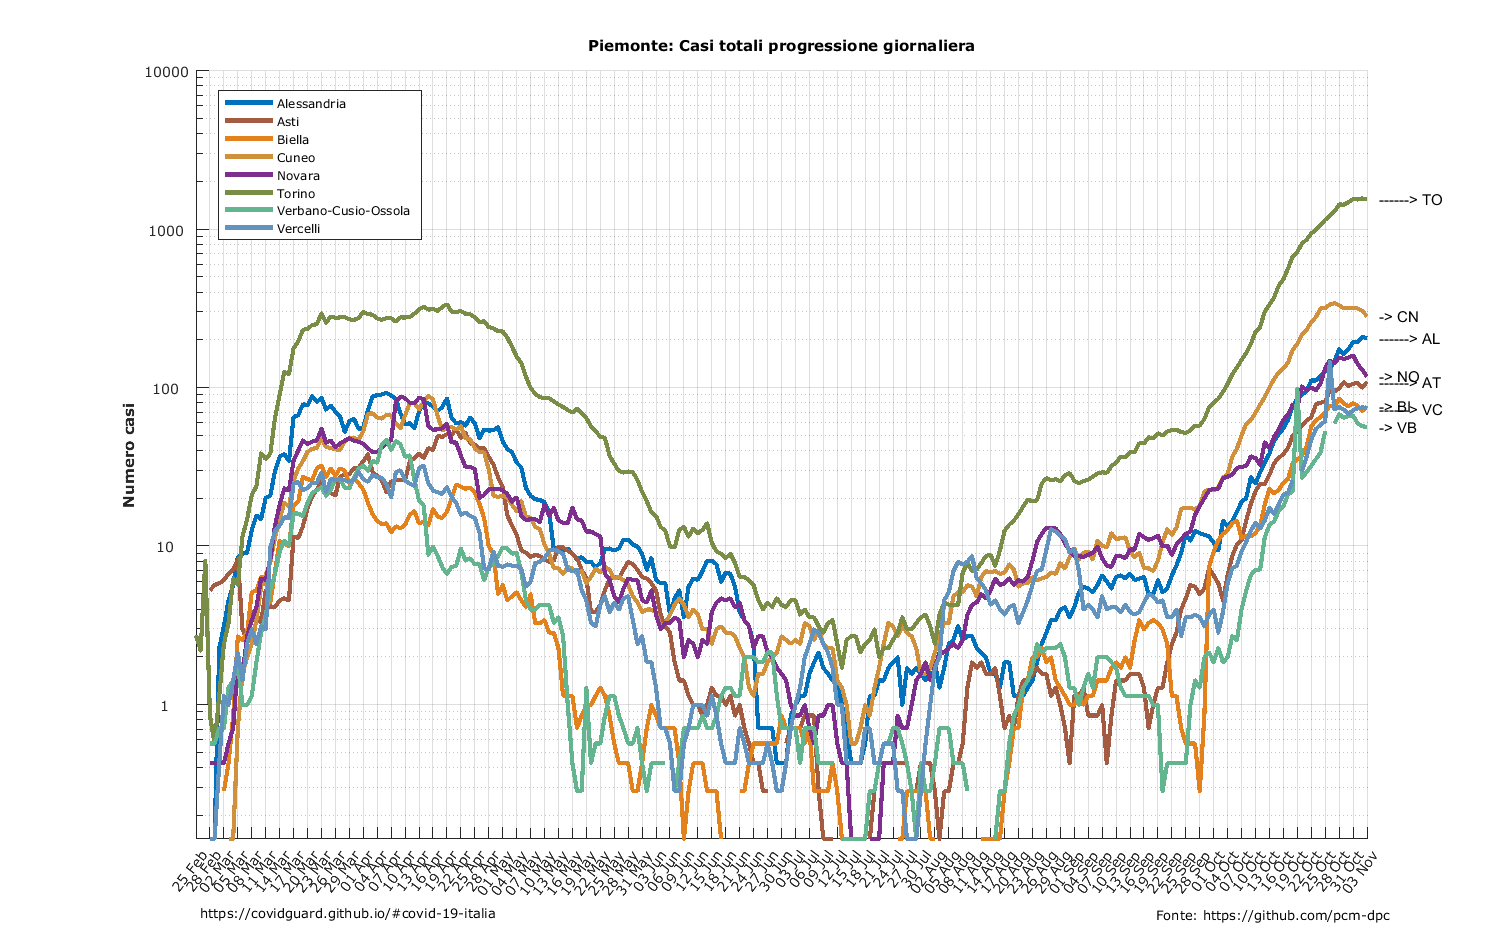 Piemonte: Casi totali progressione giornaliera
Numero casi
10000
1000
100
10
1
Alessandria
Asti
Biella
Cuneo
Novara
Torino
Verbano-Cusio-Ossola
Vercelli
------> TO
-> CN
------> AL
-> NO
------> AT
-> BI
------> VC
-> VB
25 Feb
28 Feb
02 Mar
05 Mar
08 Mar
11 Mar
14 Mar
17 Mar
20 Mar
23 Mar
26 Mar
29 Mar
01 Apr
04 Apr
07 Apr
10 Apr
13 Apr
16 Apr
19 Apr
22 Apr
25 Apr
28 Apr
01 May
04 May
07 May
10 May
13 May
16 May
19 May
22 May
25 May
28 May
31 May
03 Jun
06 Jun
09 Jun
12 Jun
15 Jun
18 Jun
21 Jun
24 Jun
27 Jun
30 Jun
03 Jul
06 Jul
09 Jul
12 Jul
15 Jul
18 Jul
21 Jul
24 Jul
27 Jul
30 Jul
02 Aug
05 Aug
08 Aug
11 Aug
14 Aug
17 Aug
20 Aug
23 Aug
26 Aug
29 Aug
01 Sep
04 Sep
07 Sep
10 Sep
13 Sep
16 Sep
19 Sep
22 Sep
25 Sep
28 Sep
01 Oct
04 Oct
07 Oct
10 Oct
13 Oct
16 Oct
19 Oct
22 Oct
25 Oct
28 Oct
31 Oct
03 Nov
https://covidguard.github.io/#covid-19-italia
Fonte: https://github.com/pcm-dpc